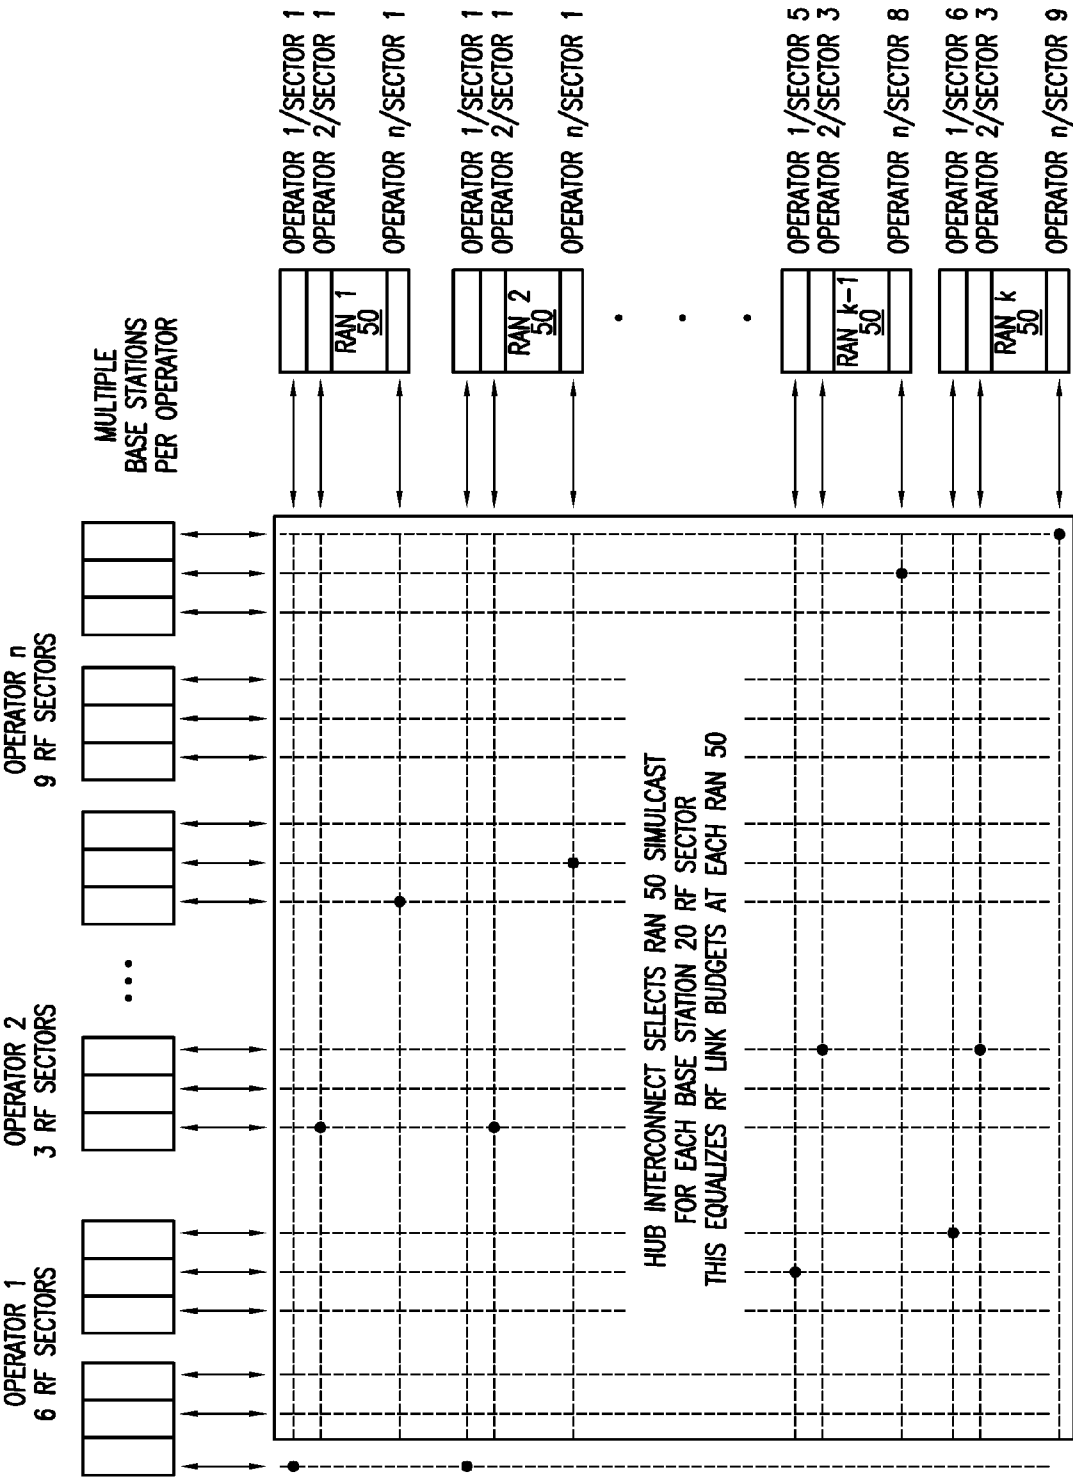 OPERATOR 1
6 RF SECTORS
OPERATOR 2
3 RF SECTORS
OPERATOR n
9 RF SECTORS
MULTIPLE
BASE STATIONS
PER OPERATOR
RAN 1
50
OPERATOR 1/SECTOR 1
OPERATOR 2/SECTOR 1
OPERATOR n/SECTOR 1
RAN 2
50
OPERATOR 1/SECTOR 1
OPERATOR 2/SECTOR 1
OPERATOR n/SECTOR 1
HUB INTERCONNECT SELECTS RAN 50 SIMULCAST
FOR EACH BASE STATION 20 RF SECTOR
THIS EQUALIZES RF LINK BUDGETS AT EACH RAN 50
RAN k-1
50
OPERATOR 1/SECTOR 5
OPERATOR 2/SECTOR 3
OPERATOR n/SECTOR 8
RAN k
50
OPERATOR 1/SECTOR 6
OPERATOR 2/SECTOR 3
OPERATOR n/SECTOR 9